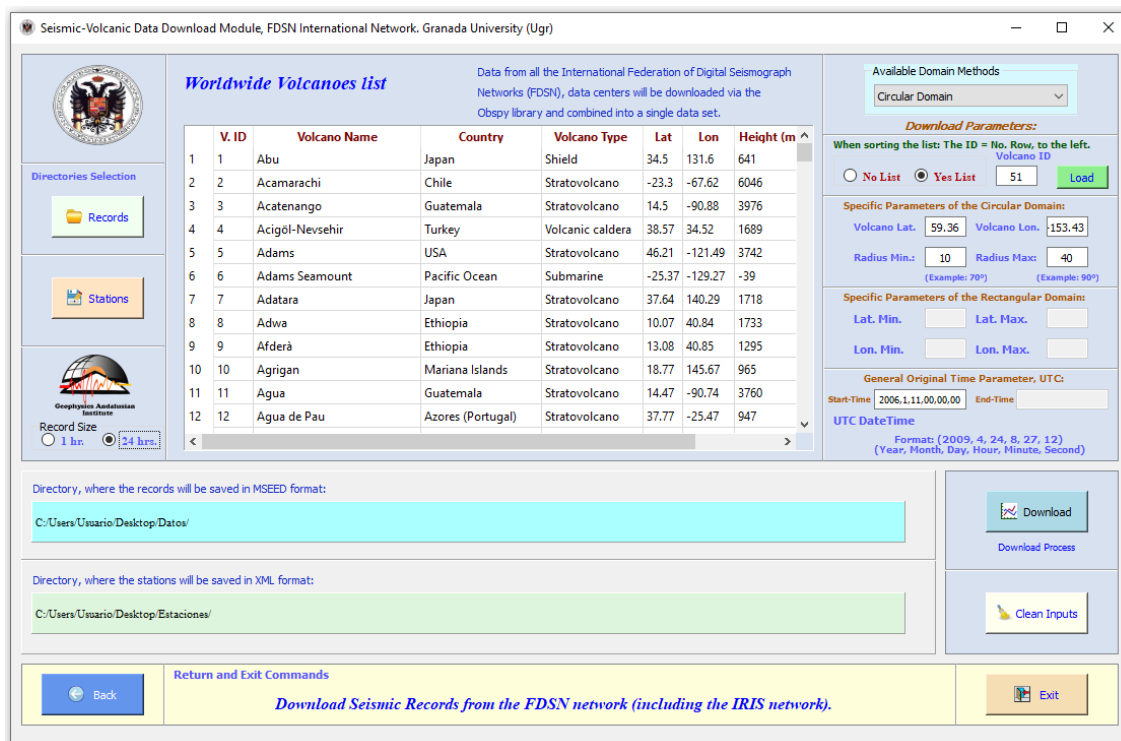 Seismic-Volcanic Data Download Module, FDSN International Network. Granada University (Ugr)
Worldwide Volcanoes list
Data from all the International Federation of Digital Seismograph
Networks (FDSN), data centers will be downloaded via the
Obspy library and combined into a single data set.
V. ID Volcano Name Country Volcano Type Lat Lon Height (m
1 1 Abu Japan Shield 34.5 131.6 641
2 2 Acamarachi Chile Stratovolcano -23.3 -67.62 6046
3 3 Acatenango Guatemala Stratovolcano 14.5 -90.88 3976
4 4 Acigöl-Nevsehir Turkey Volcanic caldera 38.57 34.52 1689
5 5 Adams USA Stratovolcano 46.21 -121.49 3742
6 6 Adams Seamount Pacific Ocean Submarine -25.37 -129.27 -39
7 7 Adatara Japan Stratovolcano 37.64 140.29 1718
8 8 Adwa Ethiopia Stratovolcano 10.07 40.84 1733
9 9 Afderà Ethiopia Stratovolcano 13.08 40.85 1295
10 10 Agrigan Mariana Islands Stratovolcano 18.77 145.67 965
11 11 Agua Guatemala Stratovolcano 14.47 -90.74 3760
12 12 Agua de Pau Azores (Portugal) Stratovolcano 37.77 -25.47 947
Directories Selection
Records
Stations
Geophysics Andalusian
Institute
Record Size
1 hr. 24 hrs.
Available Domain Methods
Circular Domain
Download Parameters:
When sorting the list: The ID = No. Row, to the left.
Volcano ID
No List Yes List 51 Load
Specific Parameters of the Circular Domain:
Volcano Lat. 59.36 Volcano Lon. -153.43
Radius Min.: 10 Radius Max: 40
(Example: 70º) (Example: 90º)
Specific Parameters of the Rectangular Domain:
Lat. Min. Lat. Max.
Lon. Min. Lon. Max.
General Original Time Parameter, UTC:
Start-Time 2006,1,11,00,00,00 End-Time
UTC DateTime
Format: (2009, 4, 24, 8, 27, 12)
(Year, Month, Day, Hour, Minute, Second)
Directory, where the records will be saved in MSEED format:
C:/Users/Usuario/Desktop/Datos/
Directory, where the stations will be saved in XML format:
C:/Users/Usuario/Desktop/Estaciones/
Download
Download Process
Clean Inputs
Back
Return and Exit Commands
Download Seismic Records from the FDSN network (including the IRIS network).
Exit